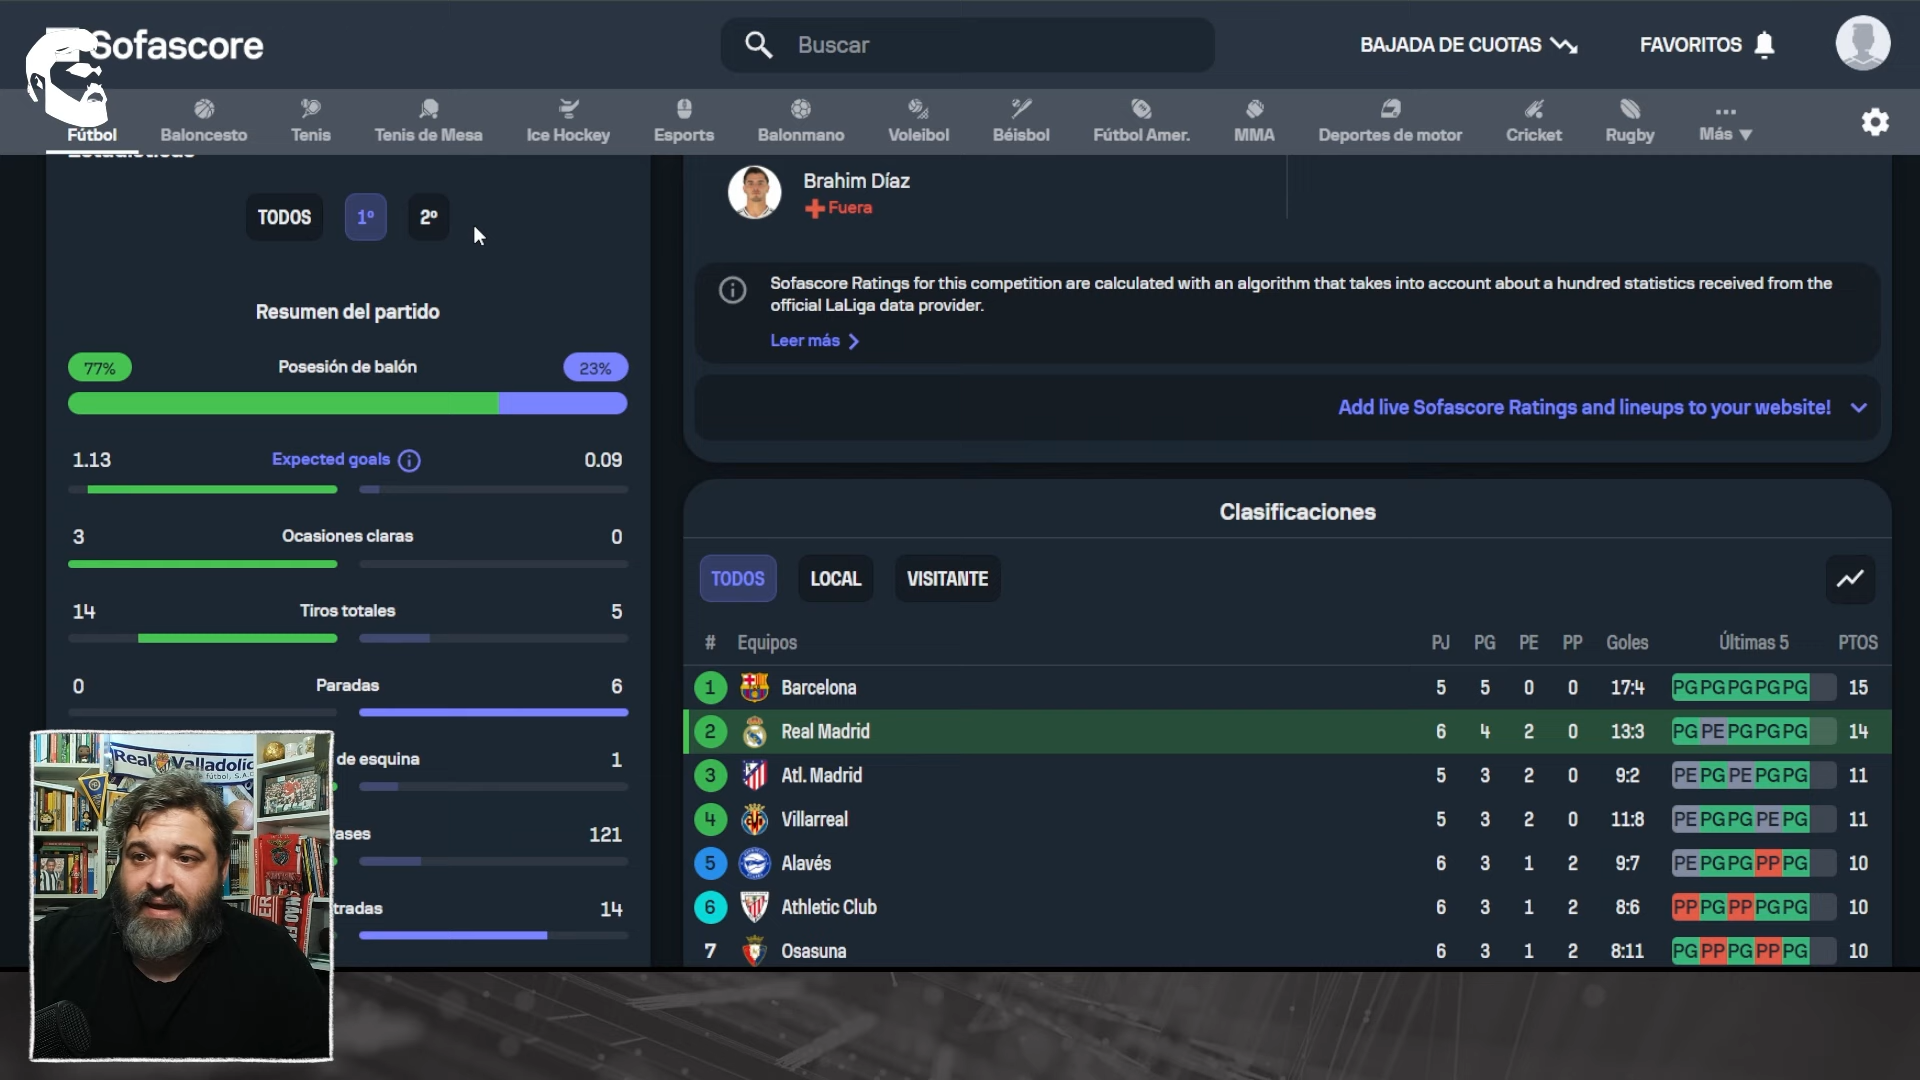 Sofascore
Buscar
BAJADA DE CUOTAS
FAVORITOS
Fútbol
Baloncesto
Tenis
Tenis de Mesa
Ice Hockey
Esports
Balonmano
Voleibol
Béisbol
Fútbol Amer.
MMA
Deportes de motor
Cricket
Rugby
Más
Estadísticas
TODOS
1º
2º
Resumen del partido
77% Posesión de balón 23%
1.13 Expected goals 0.09
3 Ocasiones claras 0
14 Tiros totales 5
0 Paradas 6
de esquina 1
ases 121
tradas 14
Brahim Díaz
Fuera
Sofascore Ratings for this competition are calculated with an algorithm that takes into account about a hundred statistics received from the
official LaLiga data provider.
Leer más
Add live Sofascore Ratings and lineups to your website!
Clasificaciones
TODOS
LOCAL
VISITANTE
# Equipos PJ PG PE PP Goles Últimas 5 PTOS
1 Barcelona 5 5 0 0 17:4 PG PG PG PG PG 15
2 Real Madrid 6 4 2 0 13:3 PG PE PG PG PG 14
3 Atl. Madrid 5 3 2 0 9:2 PE PG PE PG PG 11
4 Villarreal 5 3 2 0 11:8 PE PG PG PE PG 11
5 Alavés 6 3 1 2 9:7 PE PG PG PP PG 10
6 Athletic Club 6 3 1 2 8:6 PP PG PP PG PG 10
7 Osasuna 6 3 1 2 8:11 PG PP PG PP PG 10
Real Valladolid
de fútbol, S.A.D.